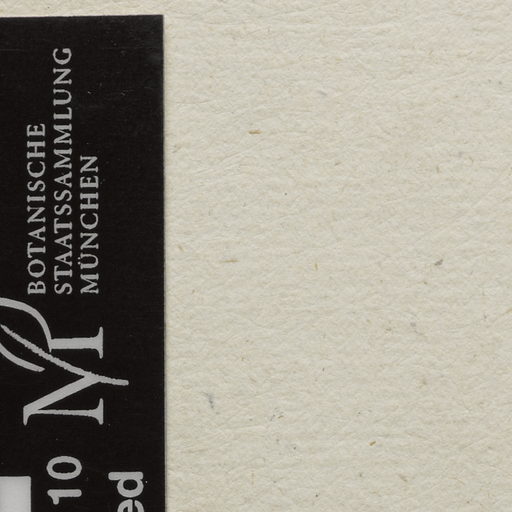 BOTANISCHE
STAATSSAMMLUNG
MÜNCHEN
M
10
ed